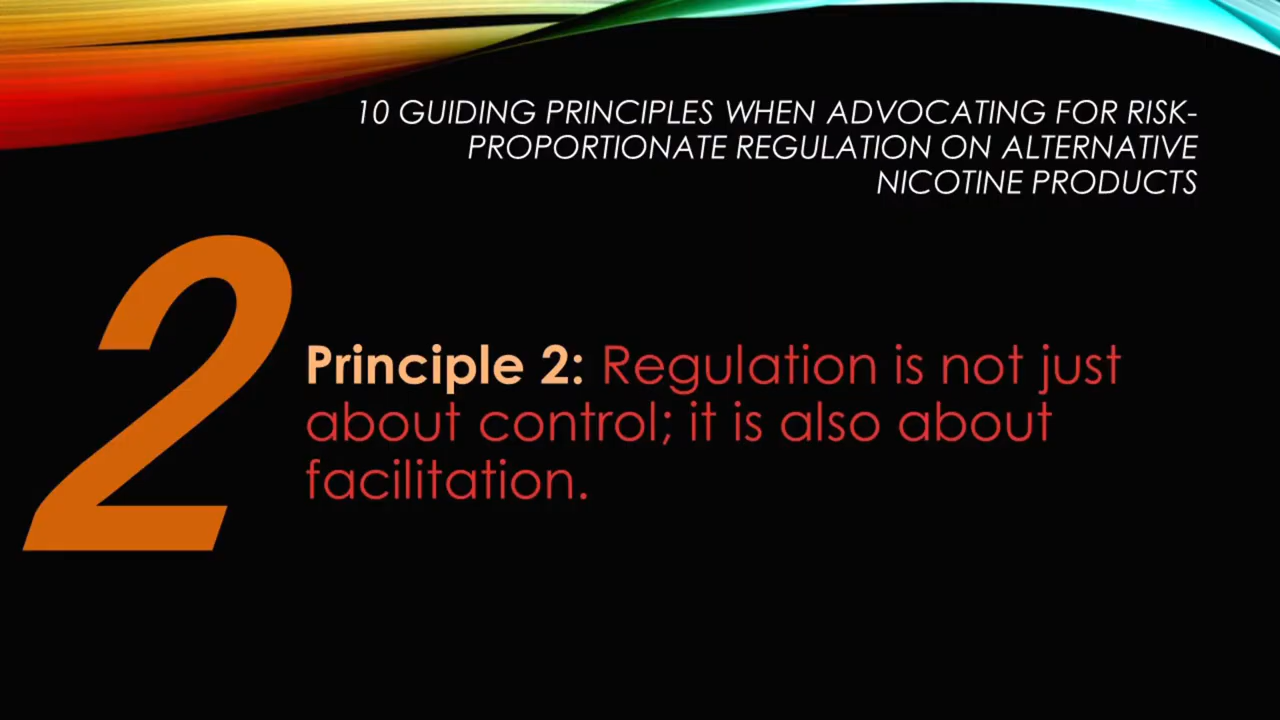 10 GUIDING PRINCIPLES WHEN ADVOCATING FOR RISK-
PROPORTIONATE REGULATION ON ALTERNATIVE
NICOTINE PRODUCTS
2
Principle 2: Regulation is not just
about control; it is also about
facilitation.